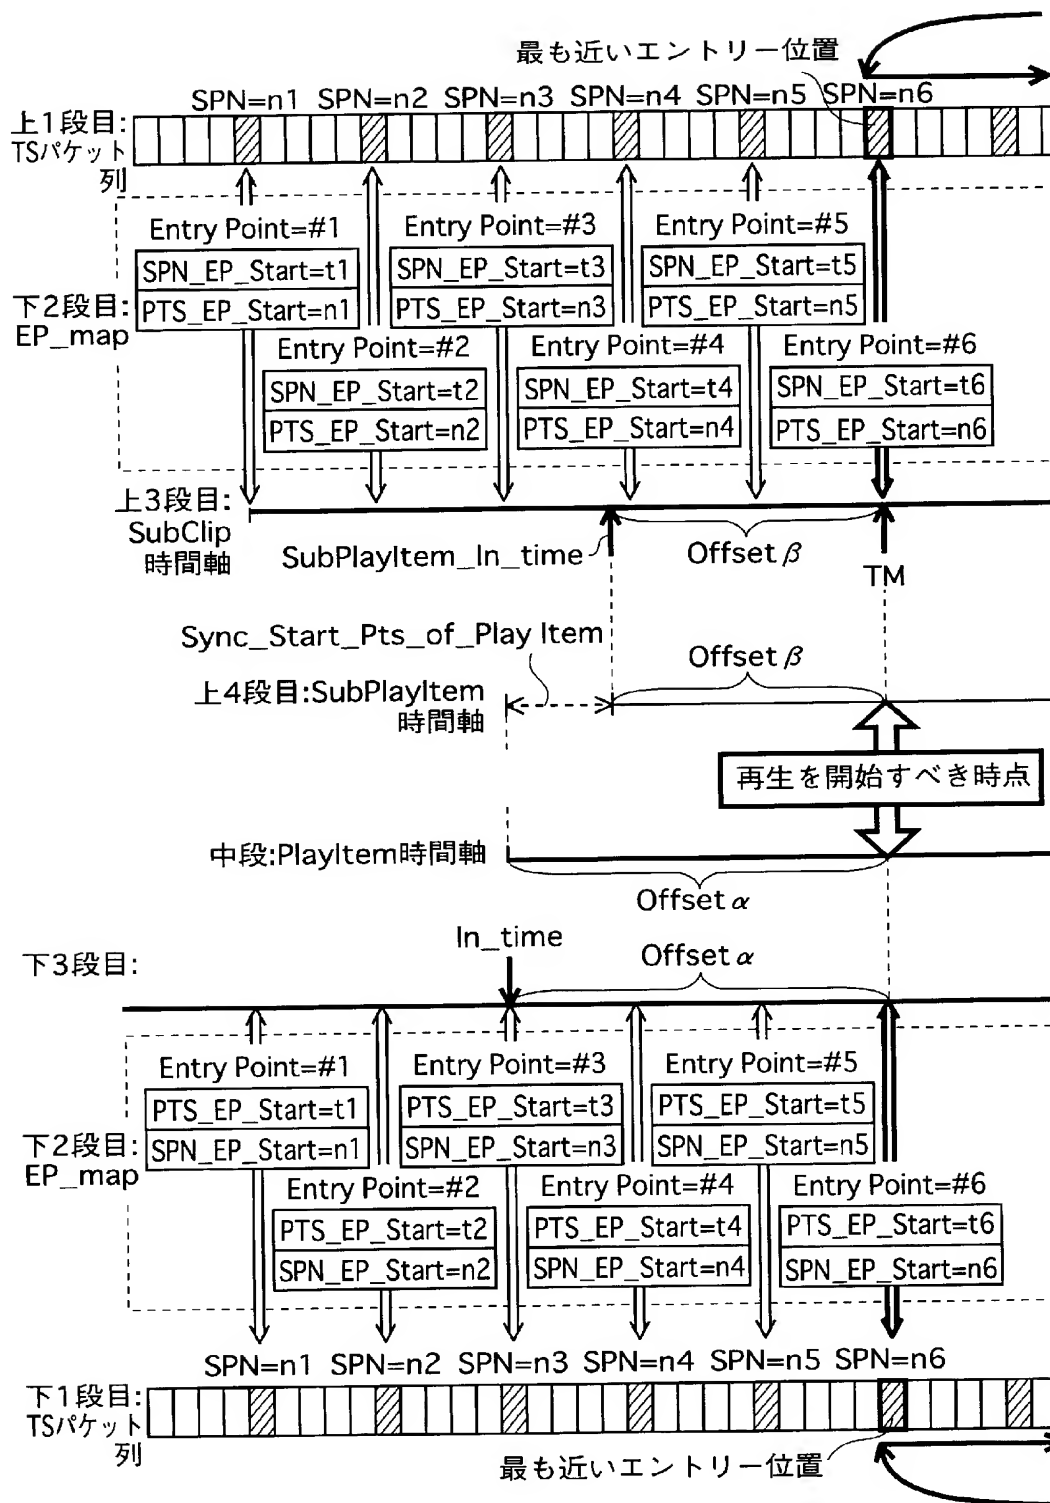 最も近いエントリー位置
SPN=n1 SPN=n2 SPN=n3 SPN=n4 SPN=n5 SPN=n6
上1段目:
TSパケット
列
Entry Point=#1 Entry Point=#3 Entry Point=#5
SPN_EP_Start=t1 SPN_EP_Start=t3 SPN_EP_Start=t5
PTS_EP_Start=n1 PTS_EP_Start=n3 PTS_EP_Start=n5
下2段目:
EP_map
Entry Point=#2 Entry Point=#4 Entry Point=#6
SPN_EP_Start=t2 SPN_EP_Start=t4 SPN_EP_Start=t6
PTS_EP_Start=n2 PTS_EP_Start=n4 PTS_EP_Start=n6
上3段目:
SubClip
時間軸
SubPlayItem_In_time
Offset β
TM
Sync_Start_Pts_of_Play Item
Offset β
上4段目:SubPlayItem
時間軸
再生を開始すべき時点
中段:PlayItem時間軸
Offset α
In_time
Offset α
下3段目:
Entry Point=#1 Entry Point=#3 Entry Point=#5
PTS_EP_Start=t1 PTS_EP_Start=t3 PTS_EP_Start=t5
SPN_EP_Start=n1 SPN_EP_Start=n3 SPN_EP_Start=n5
下2段目:
EP_map
Entry Point=#2 Entry Point=#4 Entry Point=#6
PTS_EP_Start=t2 PTS_EP_Start=t4 PTS_EP_Start=t6
SPN_EP_Start=n2 SPN_EP_Start=n4 SPN_EP_Start=n6
SPN=n1 SPN=n2 SPN=n3 SPN=n4 SPN=n5 SPN=n6
下1段目:
TSパケット
列
最も近いエントリー位置